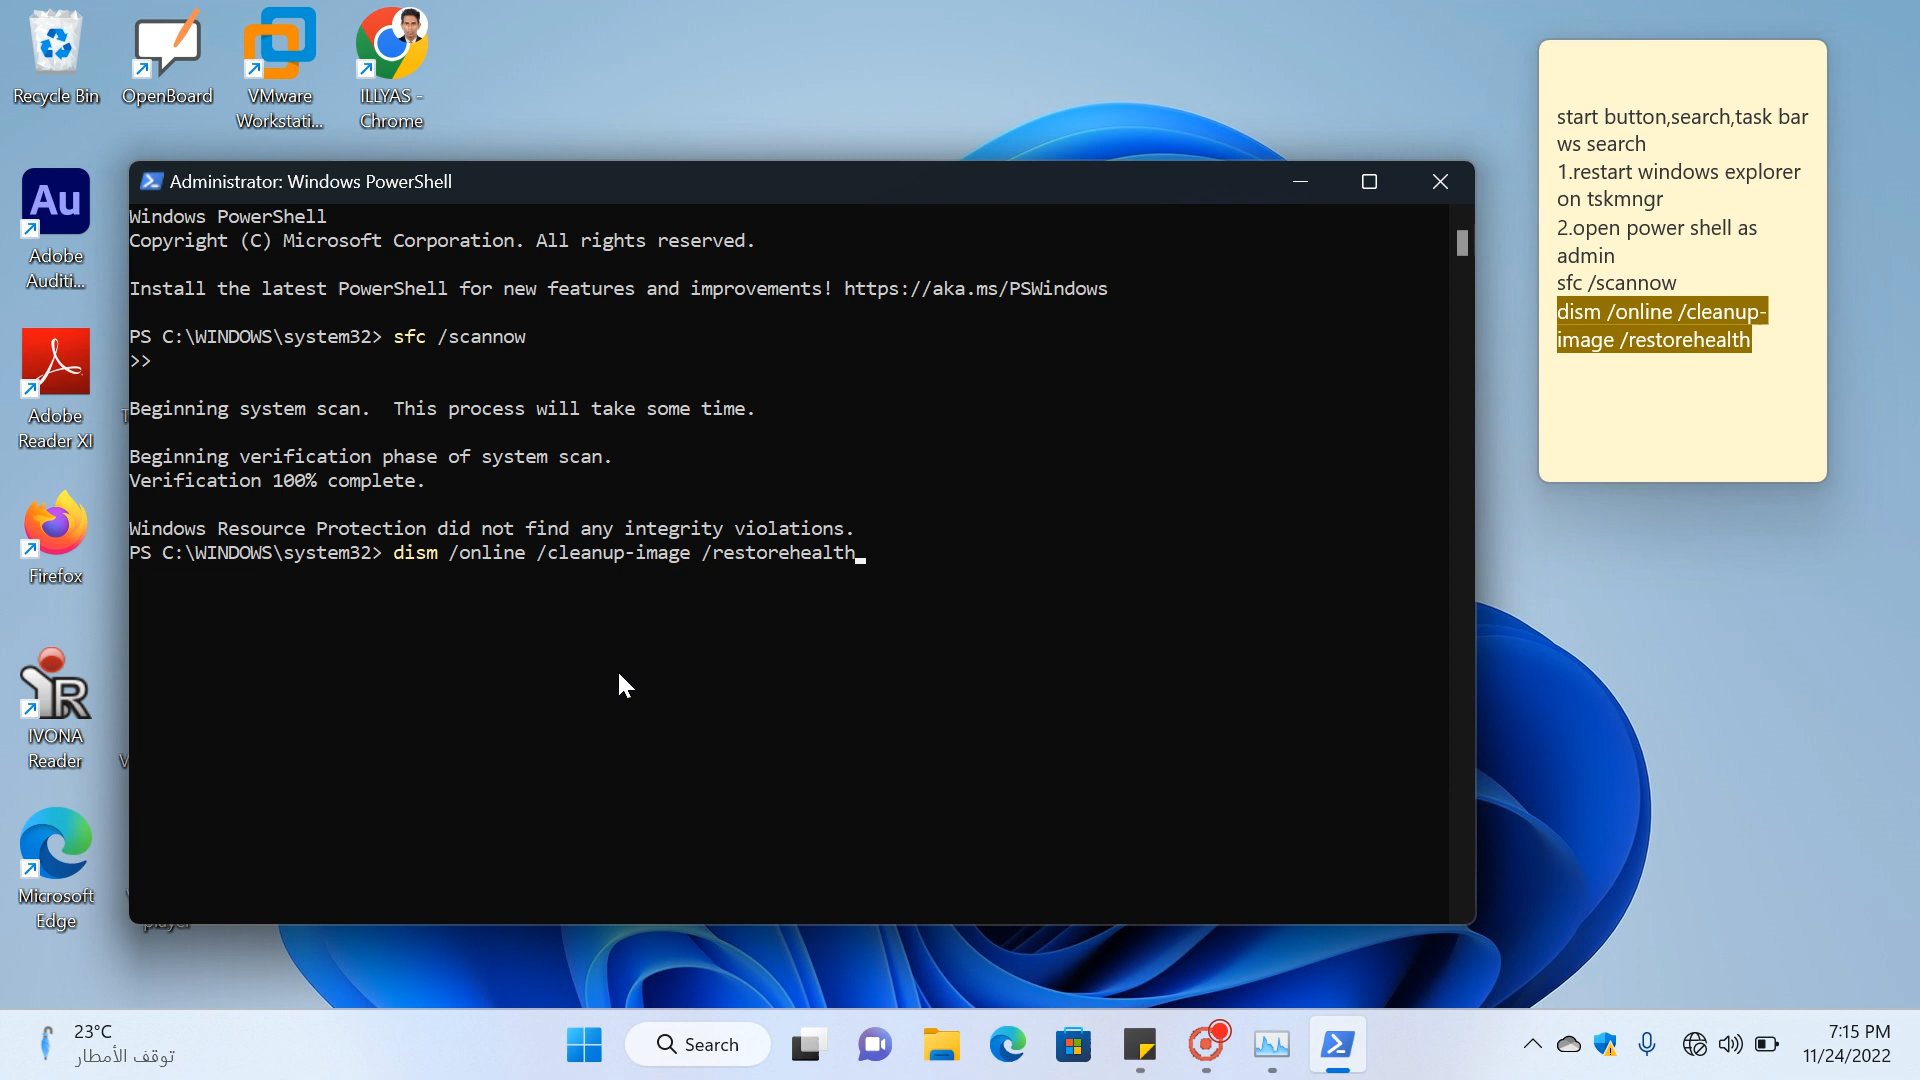 Recycle Bin
OpenBoard
VMware
Workstati...
ILLYAS -
Chrome
Au
Adobe
Auditi...
Adobe
Reader XI
Firefox
IVONA
Reader
Microsoft
Edge
player
Administrator: Windows PowerShell
Windows PowerShell
Copyright (C) Microsoft Corporation. All rights reserved.
Install the latest PowerShell for new features and improvements! https://aka.ms/PSWindows
PS C:\WINDOWS\system32> sfc /scannow
>>
Beginning system scan.  This process will take some time.
Beginning verification phase of system scan.
Verification 100% complete.
Windows Resource Protection did not find any integrity violations.
PS C:\WINDOWS\system32> dism /online /cleanup-image /restorehealth
start button,search,task bar
ws search
1.restart windows explorer
on tskmngr
2.open power shell as
admin
sfc /scannow
dism /online /cleanup-
image /restorehealth
23°C
توقف الأمطار
Search
7:15 PM
11/24/2022